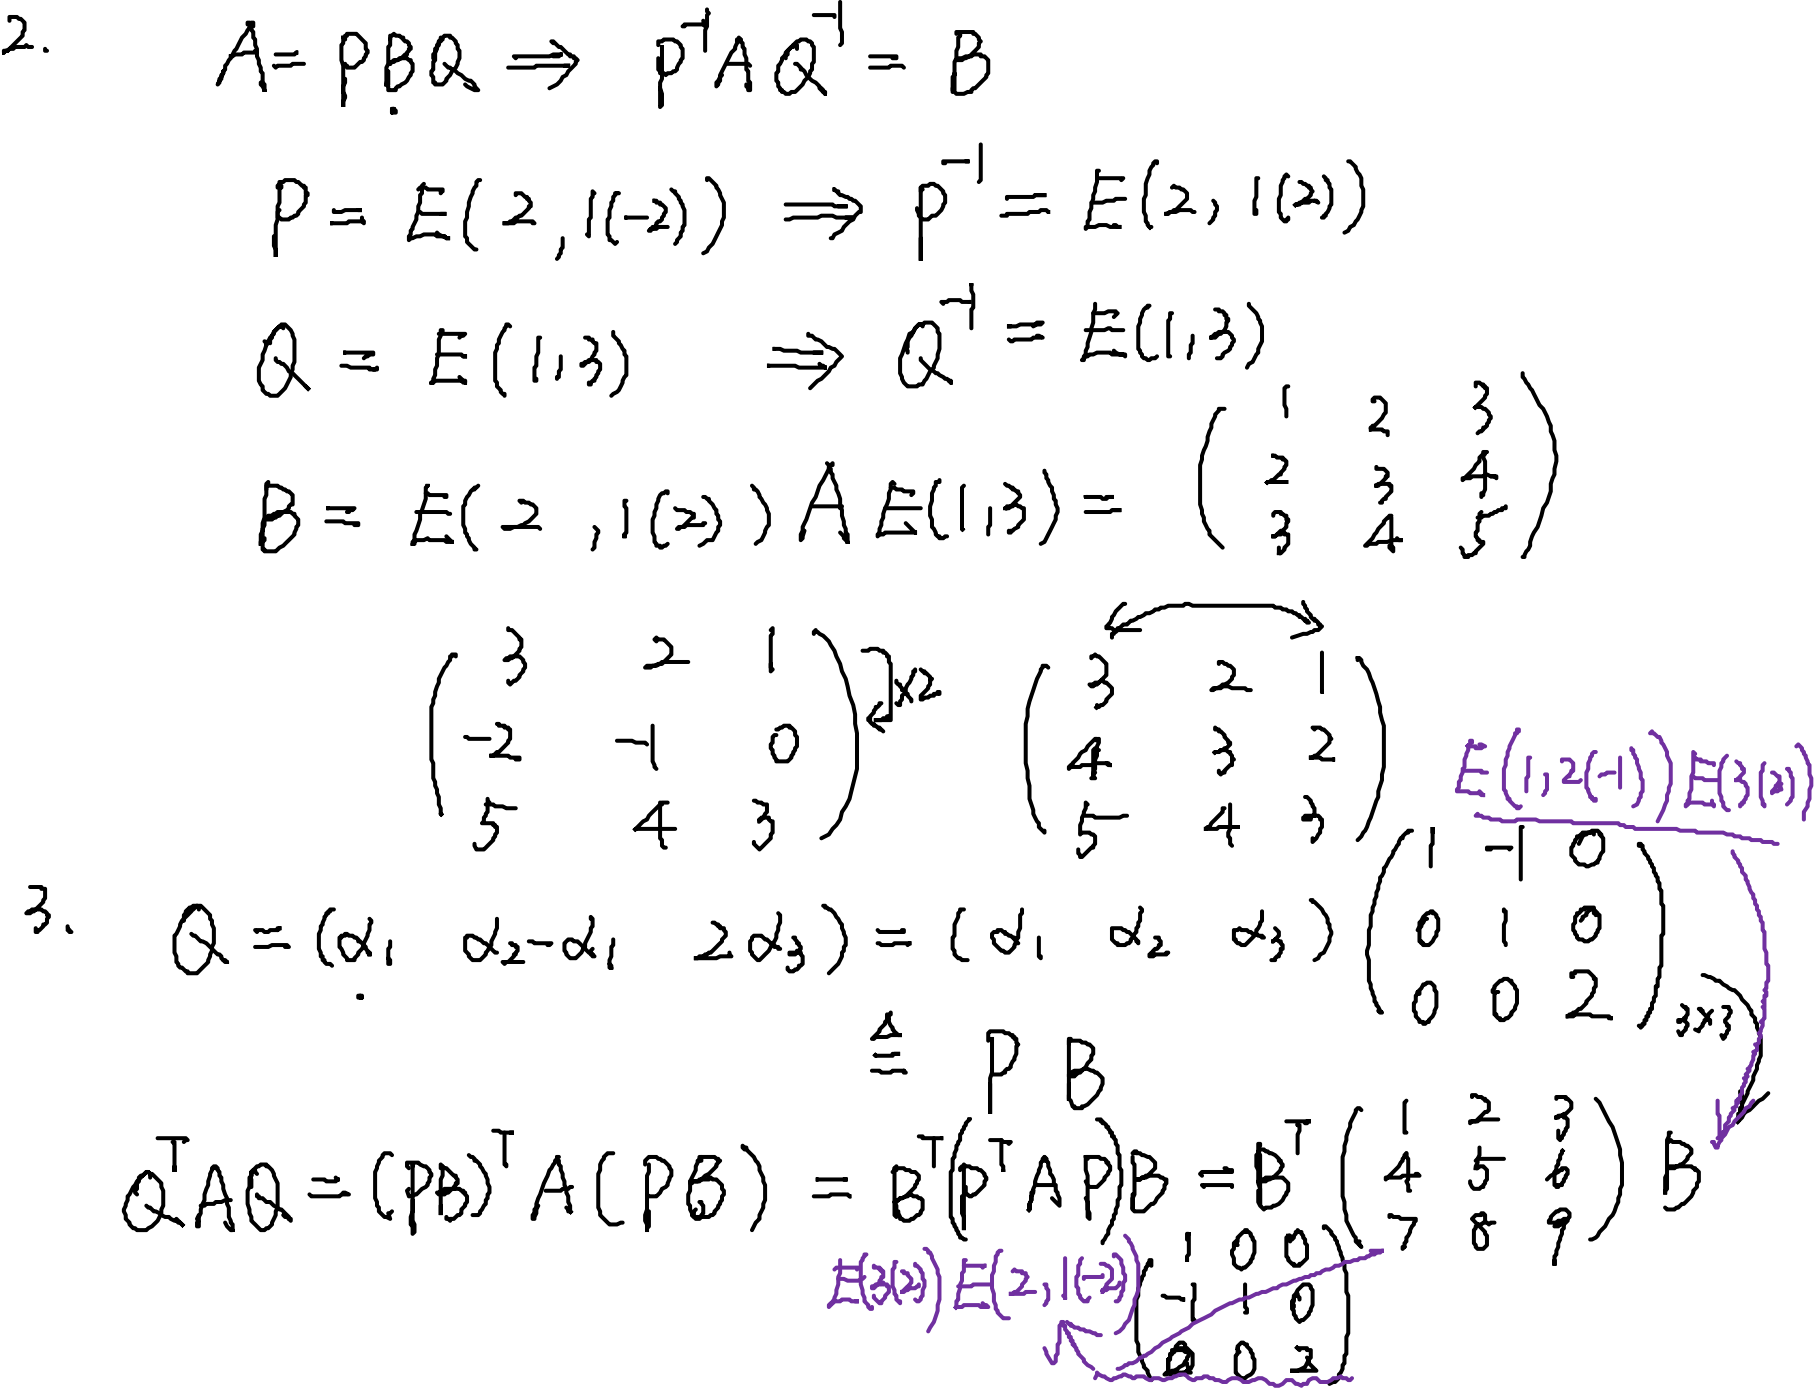 2. A = PBQ ⇒ P⁻¹AQ⁻¹ = B
P = E(2,1(-2)) ⇒ P⁻¹ = E(2,1(2))
Q = E(1,3) ⇒ Q⁻¹ = E(1,3)
B = E(2,1(2)) A E(1,3) =
( 1 2 3
2 3 4
3 4 5 )
( 3 2 1
-2 -1 0
5 4 3 ) ×2
( 3 2 1
4 3 2
5 4 3 )
E(1,2(-1)) E(3(2))
3. Q = (α₁ α₂-α₁ 2α₃) = (α₁ α₂ α₃)
( 1 -1 0
0 1 0
0 0 2 ) 3×3
≜ P B
QᵀAQ = (PB)ᵀA(PB) = Bᵀ(PᵀAP)B = Bᵀ
( 1 2 3
4 5 6
7 8 9 ) B
E(3(2)) E(2,1(-2))
( 1 0 0
-1 1 0
0 0 2 )